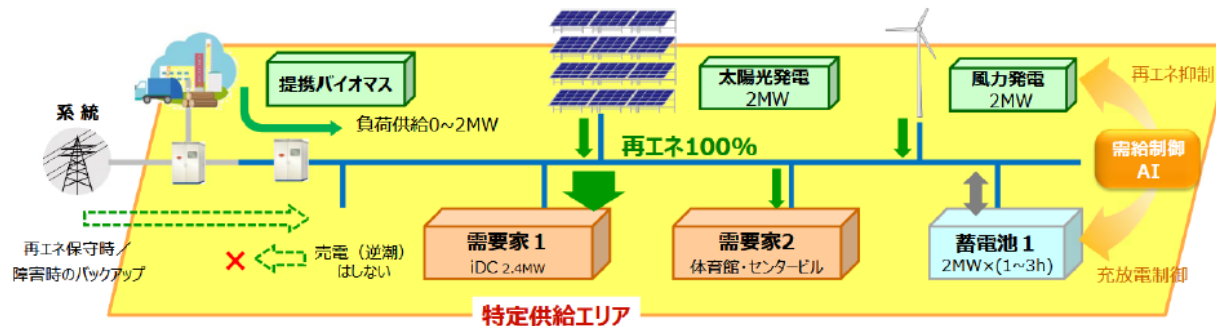 提携バイオマス
太陽光発電
2MW
風力発電
2MW
再エネ抑制
系統
負荷供給0~2MW
再エネ100%
需給制御
AI
再エネ保守時/
障害時のバックアップ
売電(逆潮)
はしない
需要家1
iDC 2.4MW
需要家2
体育館・センタービル
蓄電池1
2MW×(1~3h)
充放電制御
特定供給エリア